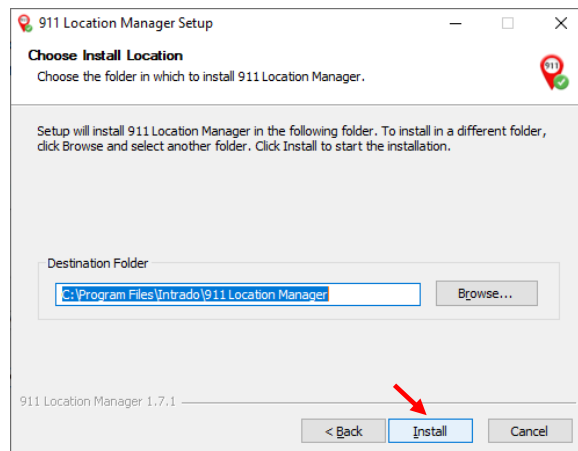 911 Location Manager Setup
Choose Install Location
Choose the folder in which to install 911 Location Manager.
911
Setup will install 911 Location Manager in the following folder. To install in a different folder,
click Browse and select another folder. Click Install to start the installation.
Destination Folder
C:\Program Files\Intrado\911 Location Manager
Browse...
911 Location Manager 1.7.1
< Back
Install
Cancel